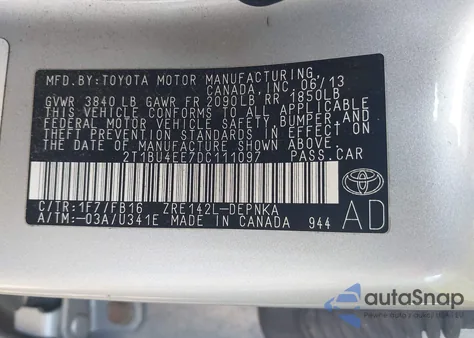 MFD.BY:TOYOTA MOTOR MANUFACTURING,
CANADA, INC. 06/13
GVWR 3840 LB GAWR FR 2090LB RR 1850LB
THIS VEHICLE CONFORMS TO ALL APPLICABLE
FEDERAL MOTOR VEHICLE SAFETY, BUMPER, AND
THEFT PREVENTION STANDARDS IN EFFECT ON
THE DATE OF MANUFACTURE SHOWN ABOVE.
2T1BU4EE7DC111097 PASS.CAR
C/TR:1F7/FB16 ZRE142L-DEPNKA
A/TM:-03A/U341E MADE IN CANADA 944
AD
autoSnap